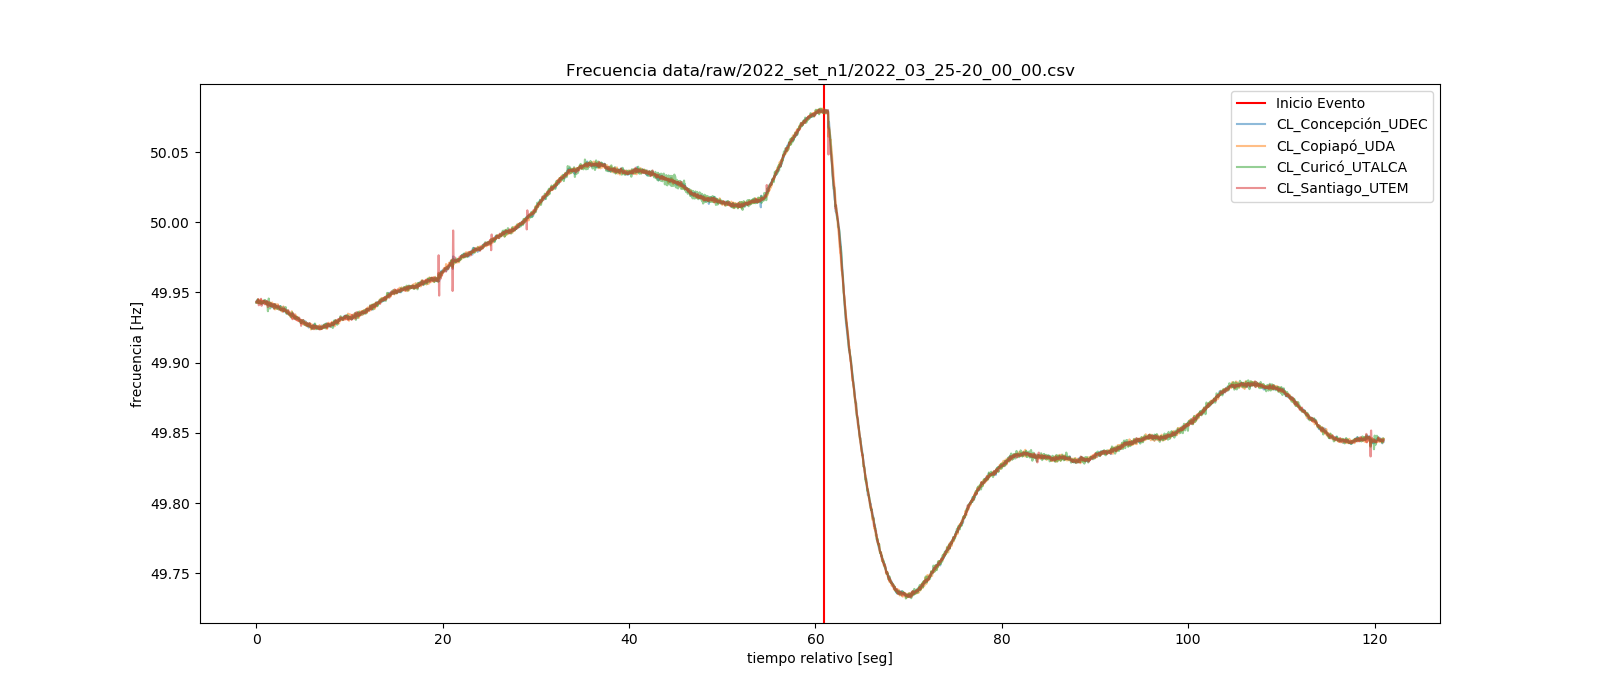 Frecuencia data/raw/2022_set_n1/2022_03_25-20_00_00.csv
Inicio Evento
CL_Concepción_UDEC
CL_Copiapó_UDA
CL_Curicó_UTALCA
CL_Santiago_UTEM
frecuencia [Hz]
50.05
50.00
49.95
49.90
49.85
49.80
49.75
0 20 40 60 80 100 120
tiempo relativo [seg]